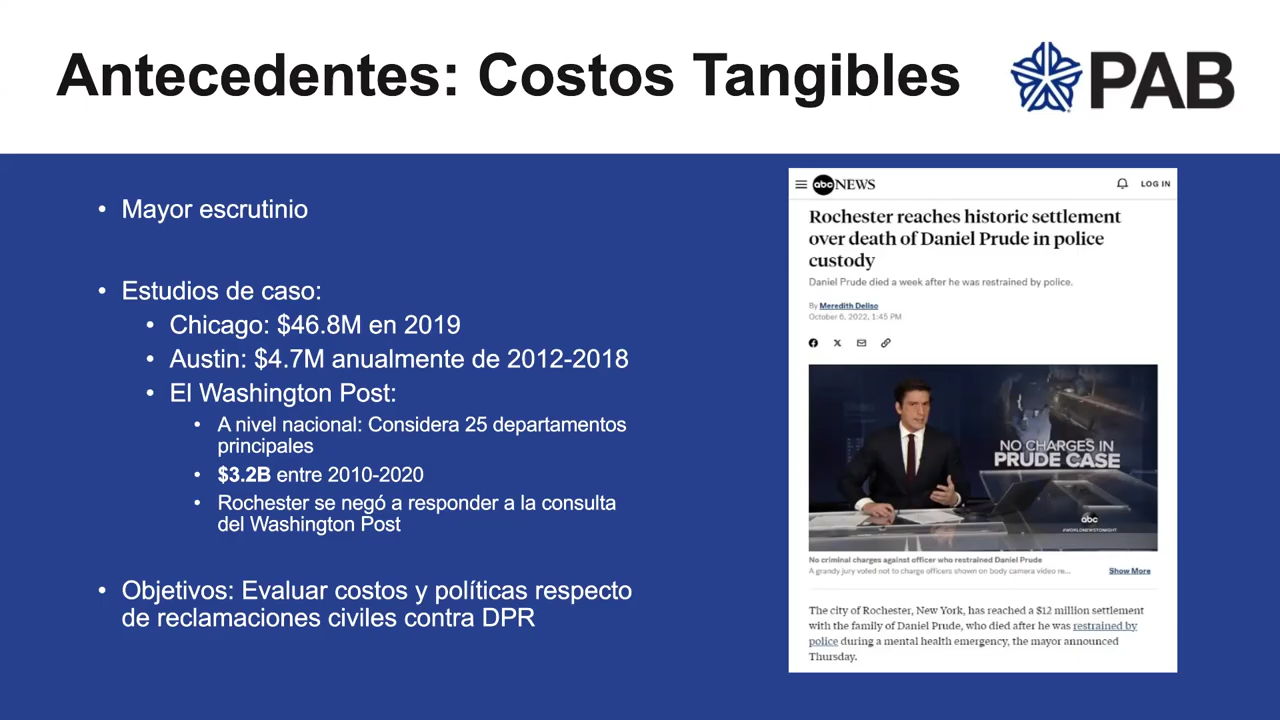 Antecedentes: Costos Tangibles
PAB
• Mayor escrutinio
• Estudios de caso:
• Chicago: $46.8M en 2019
• Austin: $4.7M anualmente de 2012-2018
• El Washington Post:
• A nivel nacional: Considera 25 departamentos
principales
• $3.2B entre 2010-2020
• Rochester se negó a responder a la consulta
del Washington Post
• Objetivos: Evaluar costos y políticas respecto
de reclamaciones civiles contra DPR
abc NEWS
LOG IN
Rochester reaches historic settlement
over death of Daniel Prude in police
custody
Daniel Prude died a week after he was restrained by police.
By Meredith Deliso
October 6, 2022, 1:45 PM
NO CHARGES IN
PRUDE CASE
abc
#WORLDNEWSTONIGHT
No criminal charges against officer who restrained Daniel Prude
A grandy jury voted not to charge officers shown on body camera video re...
Show More
The city of Rochester, New York, has reached a $12 million settlement
with the family of Daniel Prude, who died after he was restrained by
police during a mental health emergency, the mayor announced
Thursday.